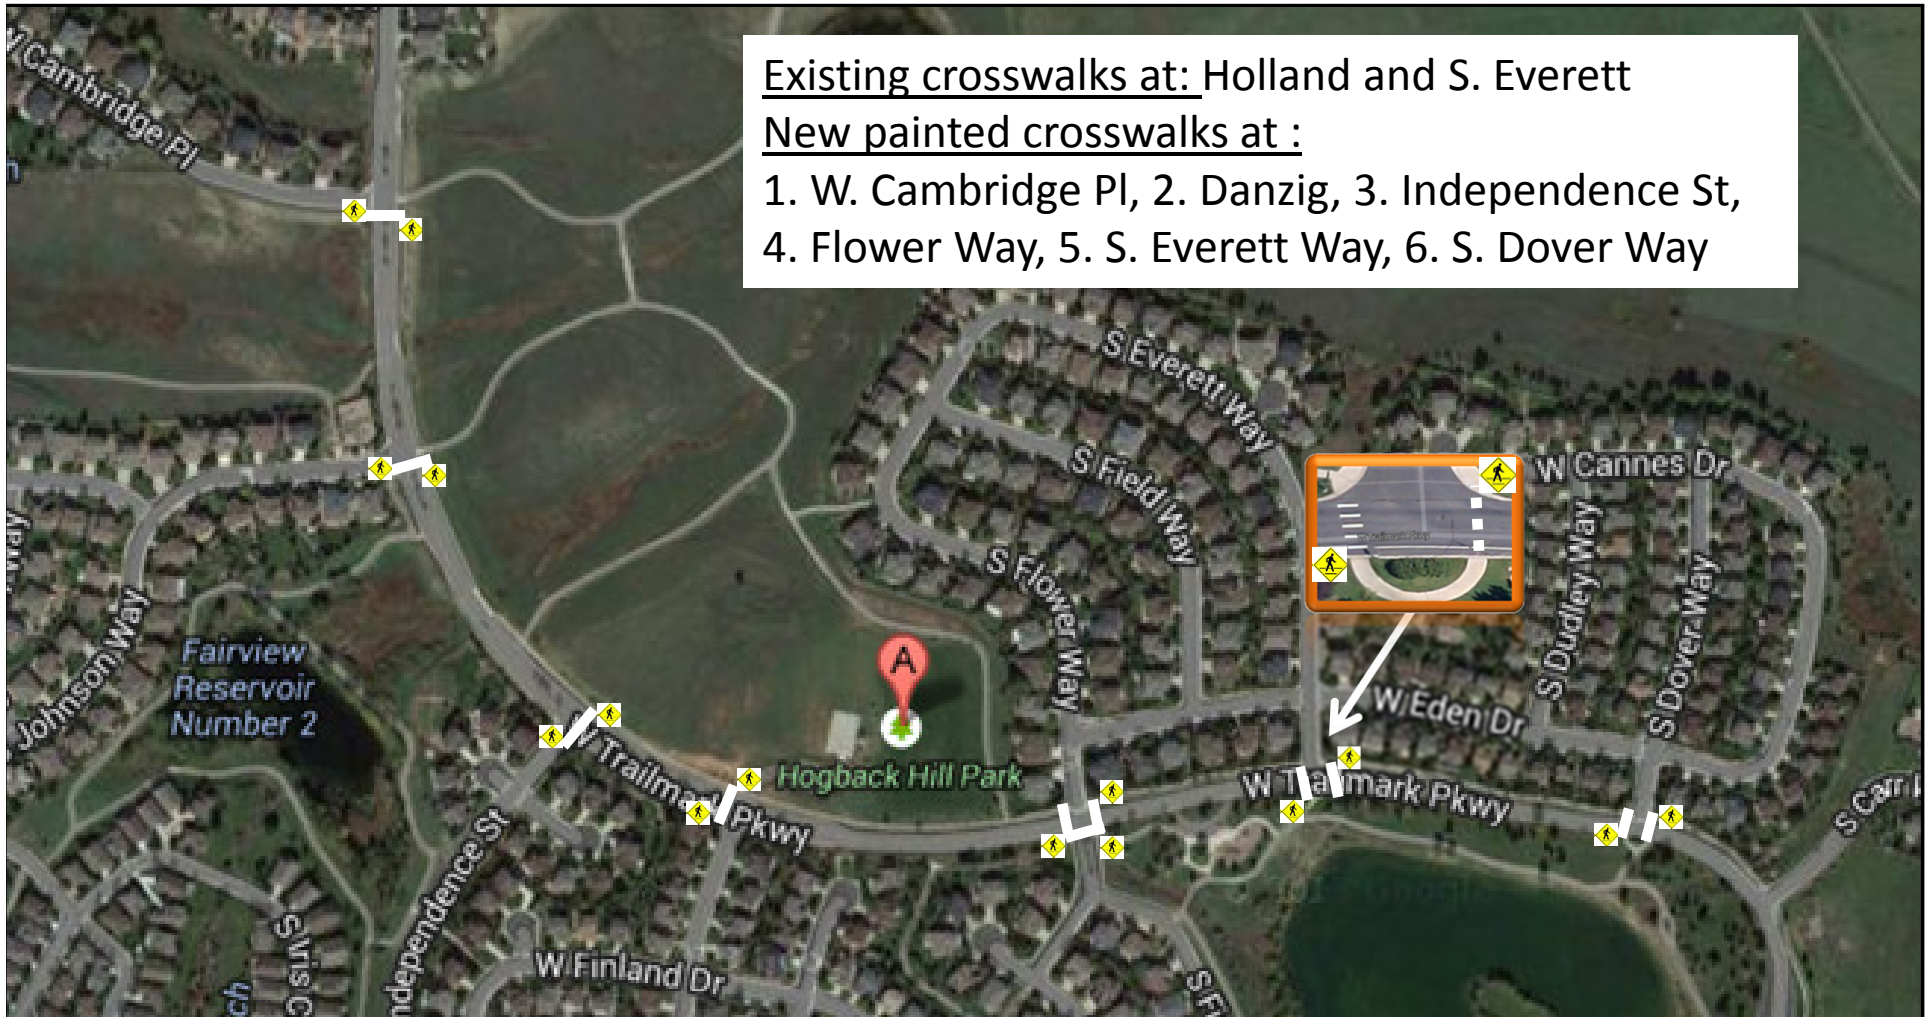 Existing crosswalks at: Holland and S. Everett
New painted crosswalks at :
1. W. Cambridge Pl, 2. Danzig, 3. Independence St,
4. Flower Way, 5. S. Everett Way, 6. S. Dover Way
Cambridge Pl
S Everett Way
S Field Way
W Cannes Dr
S Flower Way
S Dudley Way
S Dover Way
Johnson Way
Fairview
Reservoir
Number 2
A
W Eden Dr
Hogback Hill Park
W Trailmark Pkwy
W Trailmark Pkwy
S Carr
Independence St
W Finland Dr